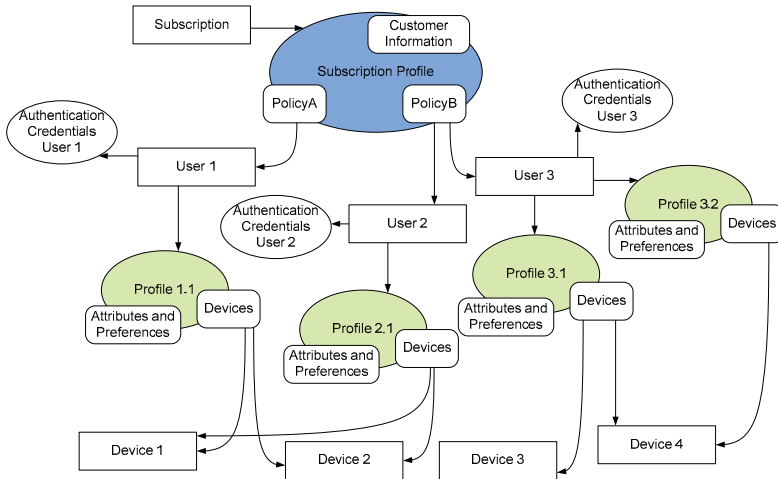 Subscription
Customer
Information
Subscription Profile
PolicyA
PolicyB
Authentication
Credentials
User 3
Authentication
Credentials
User 1
User 1
User 3
Profile 3.2
Attributes and
Preferences
Devices
Authentication
Credentials
User 2
User 2
Profile 1.1
Attributes and
Preferences
Devices
Profile 3.1
Attributes and
Preferences
Devices
Profile 2.1
Attributes and
Preferences
Devices
Device 1
Device 2
Device 3
Device 4